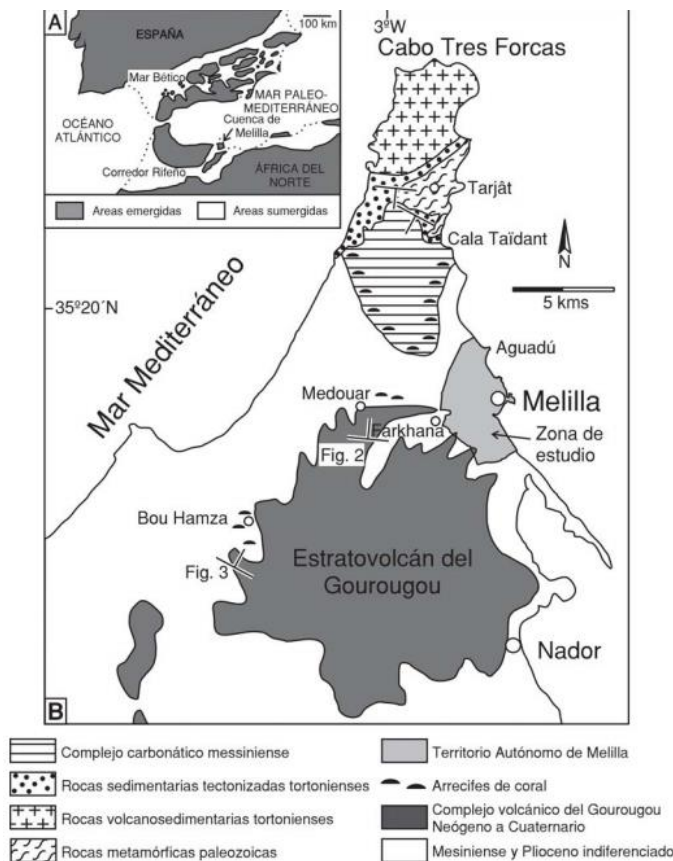 A
100 km
ESPAÑA
Mar Bético
MAR PALEO-
MEDITERRÁNEO
OCÉANO
ATLÁNTICO
Cuenca de
Melilla
Corredor Rifeño
ÁFRICA DEL
NORTE
Areas emergidas
Areas sumergidas
3º W
Cabo Tres Forcas
Tarjât
Cala Taïdant
N
5 kms
35º20´N
Mar Mediterráneo
Aguadú
Medouar
Melilla
Farkhana
Zona de
estudio
Fig. 2
Bou Hamza
Estratovolcán del
Gourougou
Fig. 3
Nador
B
Complejo carbonático messiniense
Territorio Autónomo de Melilla
Rocas sedimentarias tectonizadas tortonienses
Arrecifes de coral
Rocas volcanosedimentarias tortonienses
Complejo volcánico del Gourougou
Neógeno a Cuaternario
Rocas metamórficas paleozoicas
Mesiniense y Plioceno indiferenciado